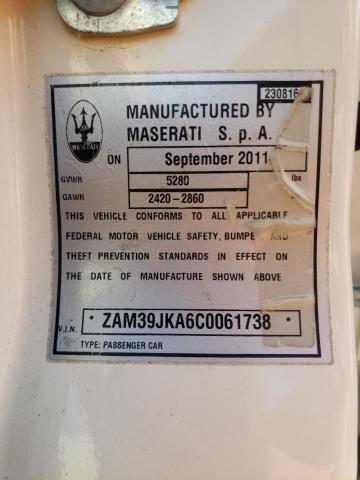 230816
MANUFACTURED BY
MASERATI S. p. A.
MASERATI
ON September 2011
GVWR 5280 lbs
GAWR 2420-2860
THIS VEHICLE CONFORMS TO ALL APPLICABLE
FEDERAL MOTOR VEHICLE SAFETY, BUMPE AND
THEFT PREVENTION STANDARDS IN EFFECT ON
THE DATE OF MANUFACTURE SHOWN ABOVE
V.I.N. * ZAM39JKA6C0061738 *
TYPE: PASSENGER CAR